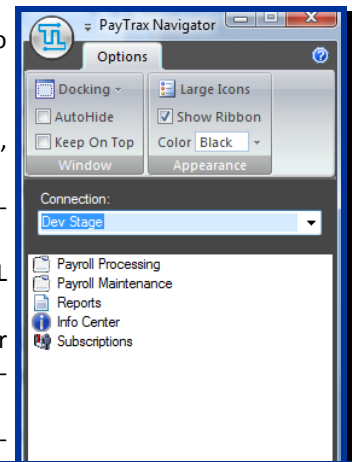 PayTrax Navigator
Options
Docking
Large Icons
AutoHide
Show Ribbon
Keep On Top
Color Black
Window
Appearance
Connection:
Dev Stage
Payroll Processing
Payroll Maintenance
Reports
Info Center
Subscriptions